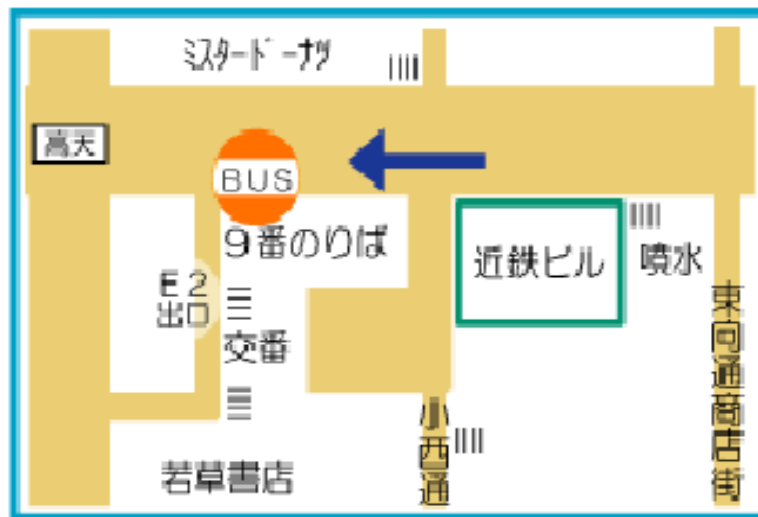 ミスタードーナツ
高天
BUS
9番のりば
近鉄ビル
噴水
E2
出口
交番
東向通商店街
小西通
若草書店